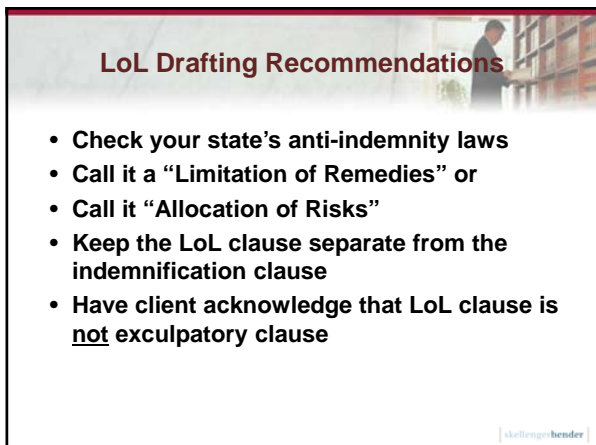 LoL Drafting Recommendations
• Check your state's anti-indemnity laws
• Call it a “Limitation of Remedies” or
• Call it “Allocation of Risks”
• Keep the LoL clause separate from the
indemnification clause
• Have client acknowledge that LoL clause is
not exculpatory clause
skellengerbender